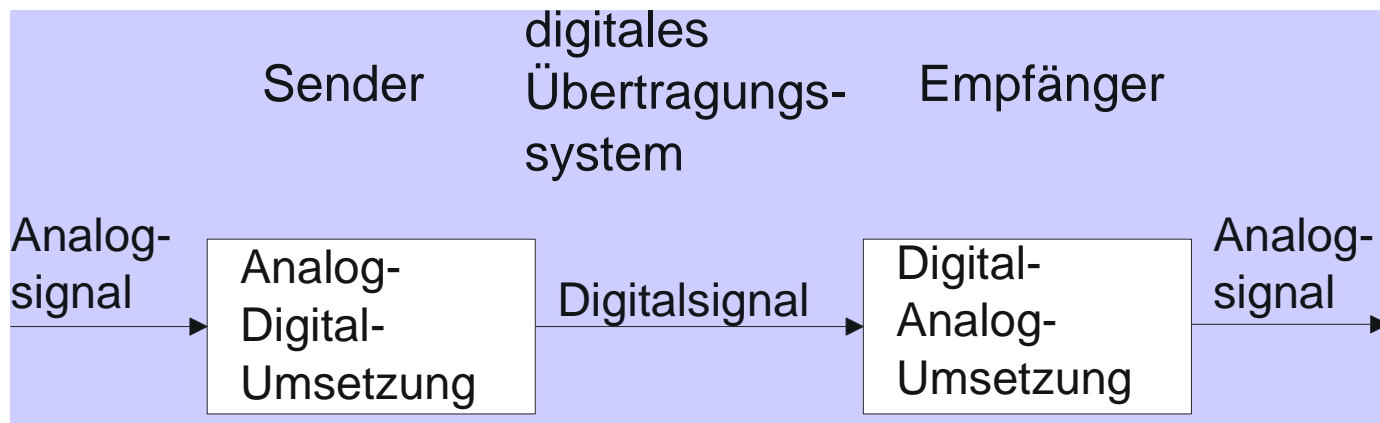 Sender
digitales
Übertragungs-
system
Empfänger
Analog-
signal
Analog-
Digital-
Umsetzung
Digitalsignal
Digital-
Analog-
Umsetzung
Analog-
signal